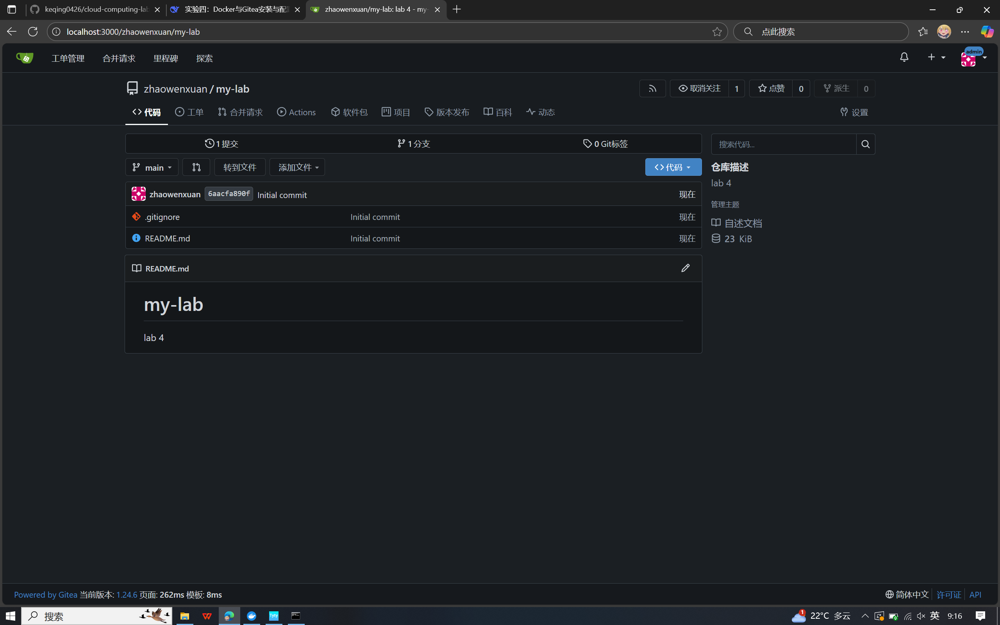 keqing0426/cloud-computing-lab
实验四：Docker与Gitea安装与配置
zhaowenxuan/my-lab: lab 4 - my-
localhost:3000/zhaowenxuan/my-lab
点此搜索
工单管理 合并请求 里程碑 探索
admin
zhaowenxuan / my-lab
取消关注 1 点赞 0 派生 0
代码 工单 合并请求 Actions 软件包 项目 版本发布 百科 动态 设置
1 提交 1 分支 0 Git标签
搜索代码...
main 转到文件 添加文件 代码
仓库描述
lab 4
zhaowenxuan 6aacfa890f Initial commit 现在
管理主题
.gitignore Initial commit 现在
自述文档
README.md Initial commit 现在
23 KiB
README.md
my-lab
lab 4
Powered by Gitea 当前版本: 1.24.6 页面: 262ms 模板: 8ms
简体中文 许可证 API
搜索
Tyty
1 22°C 多云 英 9:16